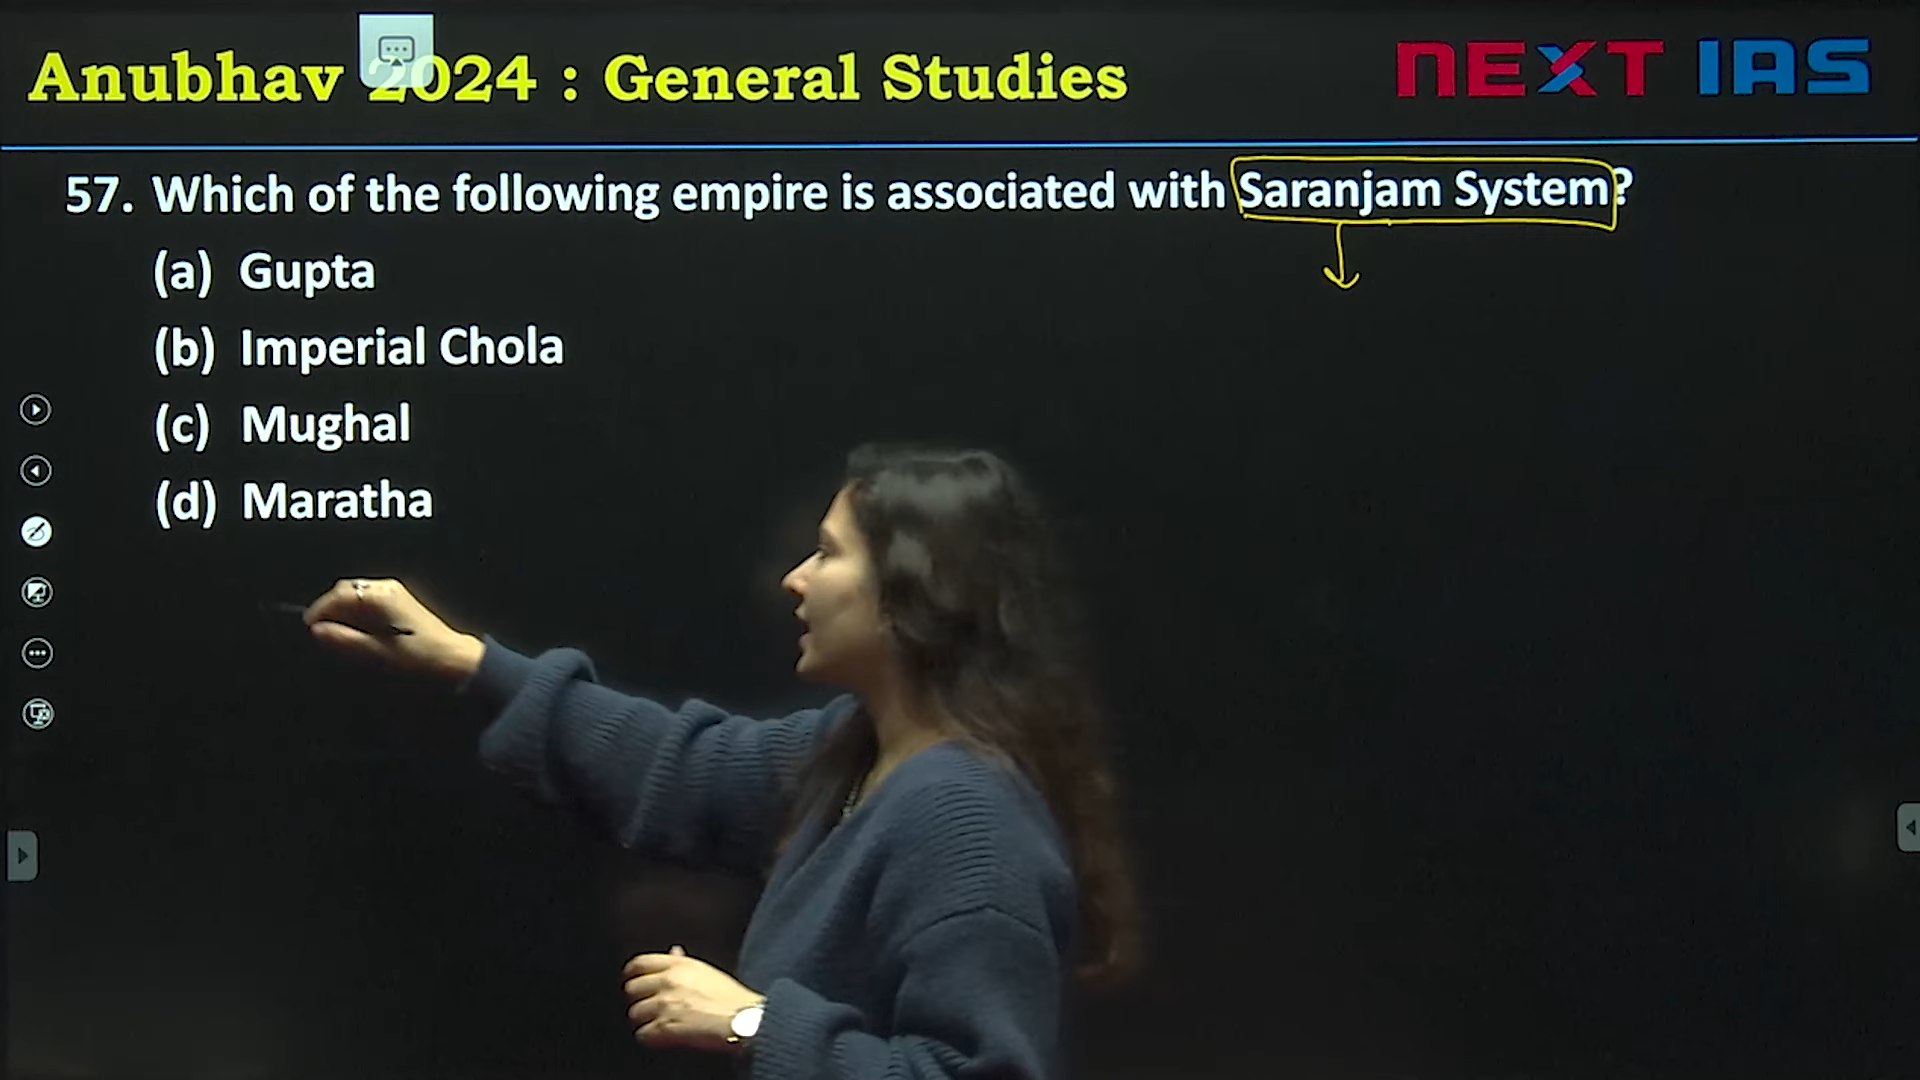 Anubhav 2024 : General Studies
NEXT IAS
57. Which of the following empire is associated with Saranjam System?
(a) Gupta
(b) Imperial Chola
(c) Mughal
(d) Maratha